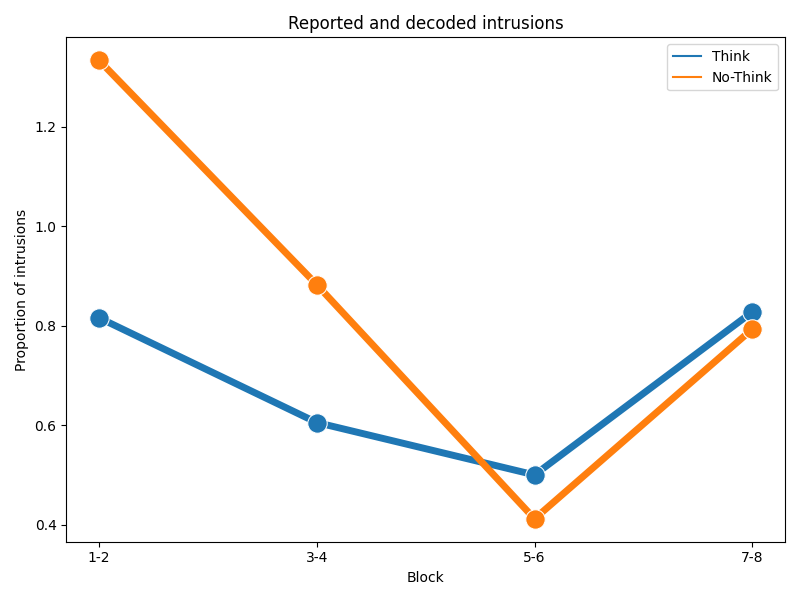 Reported and decoded intrusions
Think
No-Think
Proportion of intrusions
1.2
1.0
0.8
0.6
0.4
1-2
3-4
5-6
7-8
Block